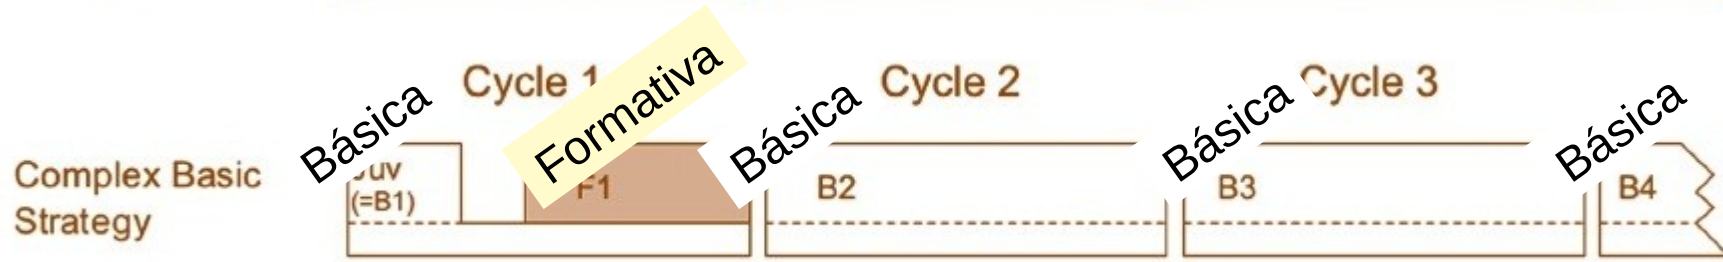 Cycle 1
Cycle 2
Cycle 3
Básica
Formativa
Básica
Básica
Básica
Complex Basic
Strategy
Juv
(=B1)
F1
B2
B3
B4